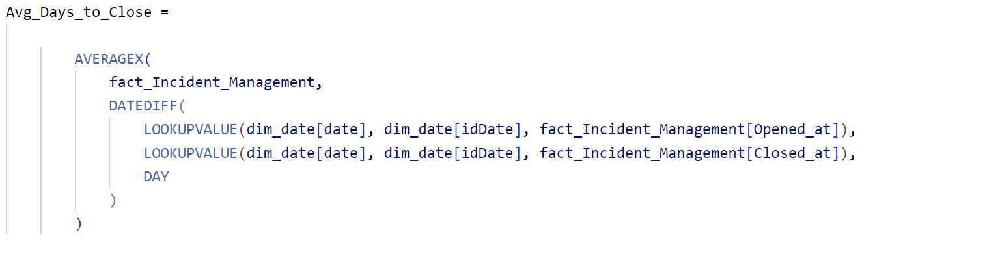 Avg_Days_to_Close =
AVERAGEX(
fact_Incident_Management,
DATEDIFF(
LOOKUPVALUE(dim_date[date], dim_date[idDate], fact_Incident_Management[Opened_at]),
LOOKUPVALUE(dim_date[date], dim_date[idDate], fact_Incident_Management[Closed_at]),
DAY
)
)